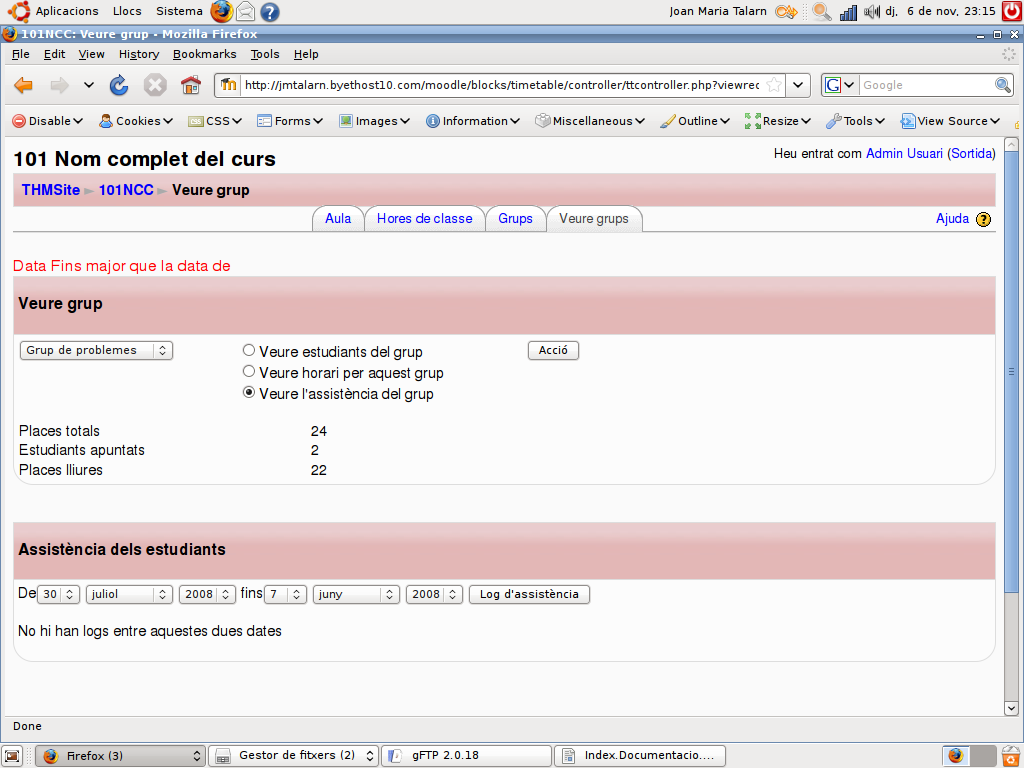 Aplicacions Llocs Sistema Joan Maria Talarn dj, 6 de nov, 23:15
101NCC: Veure grup - Mozilla Firefox
File Edit View History Bookmarks Tools Help
http://jmtalarn.byethost10.com/moodle/blocks/timetable/controller/ttcontroller.php?viewrec G Google
Disable Cookies CSS Forms Images Information Miscellaneous Outline Resize Tools View Source
101 Nom complet del curs
Heu entrat com Admin Usuari (Sortida)
THMSite ► 101NCC ► Veure grup
Aula Hores de classe Grups Veure grups Ajuda ?
Data Fins major que la data de
Veure grup
Grup de problemes Veure estudiants del grup Acció
Veure horari per aquest grup
Veure l'assistència del grup
Places totals 24
Estudiants apuntats 2
Places lliures 22
Assistència dels estudiants
De 30 juliol 2008 fins 7 juny 2008 Log d'assistència
No hi han logs entre aquestes dues dates
Done
Firefox (3) Gestor de fitxers (2) gFTP 2.0.18 Index.Documentacio....